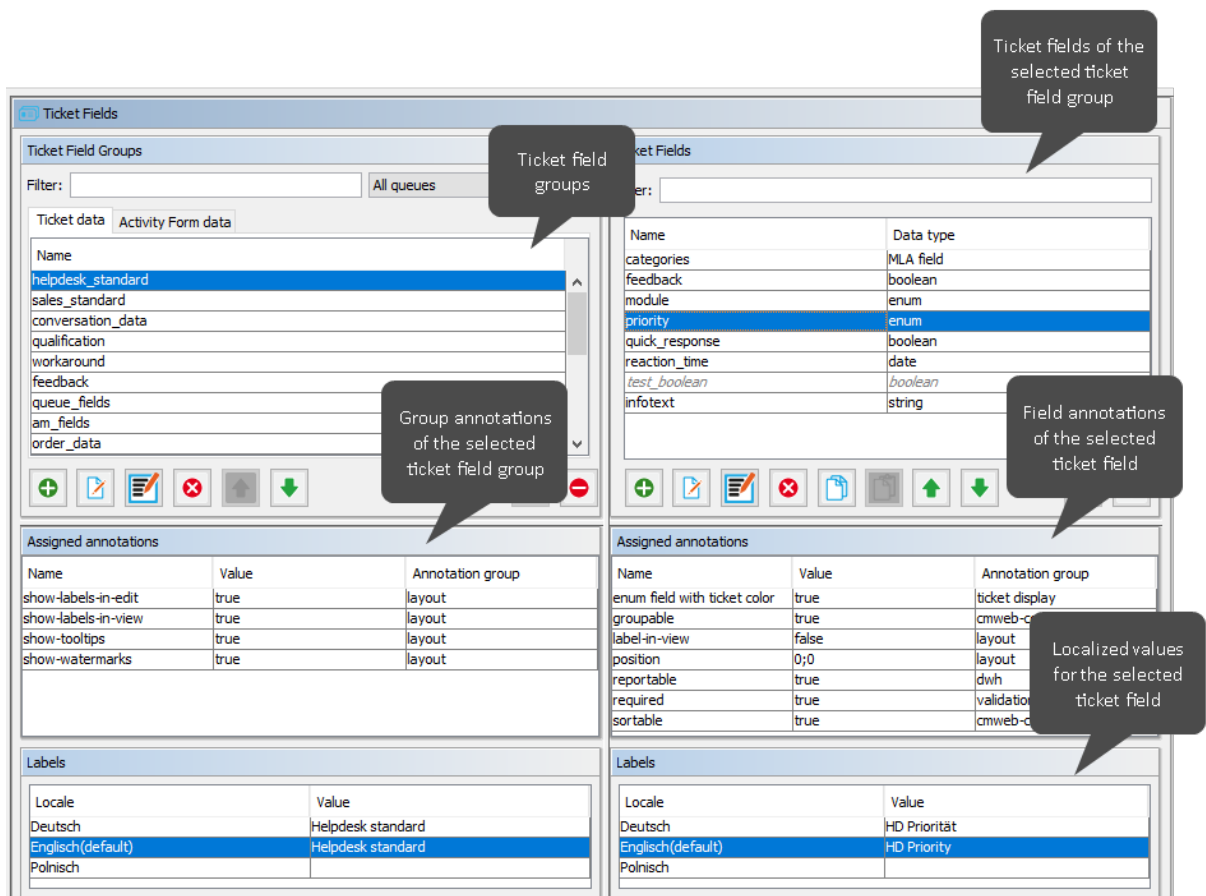 Ticket fields of the
selected ticket
field group
Ticket Fields
Ticket Field Groups
Filter:
All queues
Ticket field
groups
ket Fields
er:
Ticket data
Activity Form data
Name
helpdesk_standard
sales_standard
conversation_data
qualification
workaround
feedback
queue_fields
am_fields
order_data
Name Data type
categories MLA field
feedback boolean
module enum
priority enum
quick_response boolean
reaction_time date
test_boolean boolean
infotext string
Group annotations
of the selected
ticket field group
Field annotations
of the selected
ticket field
Assigned annotations
Name Value Annotation group
show-labels-in-edit true layout
show-labels-in-view true layout
show-tooltips true layout
show-watermarks true layout
Assigned annotations
Name Value Annotation group
enum field with ticket color true ticket display
groupable true cmweb-c
label-in-view false layout
position 0;0 layout
reportable true dwh
required true validation
sortable true cmweb-c
Localized values
for the selected
ticket field
Labels
Locale Value
Deutsch Helpdesk standard
Englisch(default) Helpdesk standard
Polnisch
Labels
Locale Value
Deutsch HD Priorität
Englisch(default) HD Priority
Polnisch